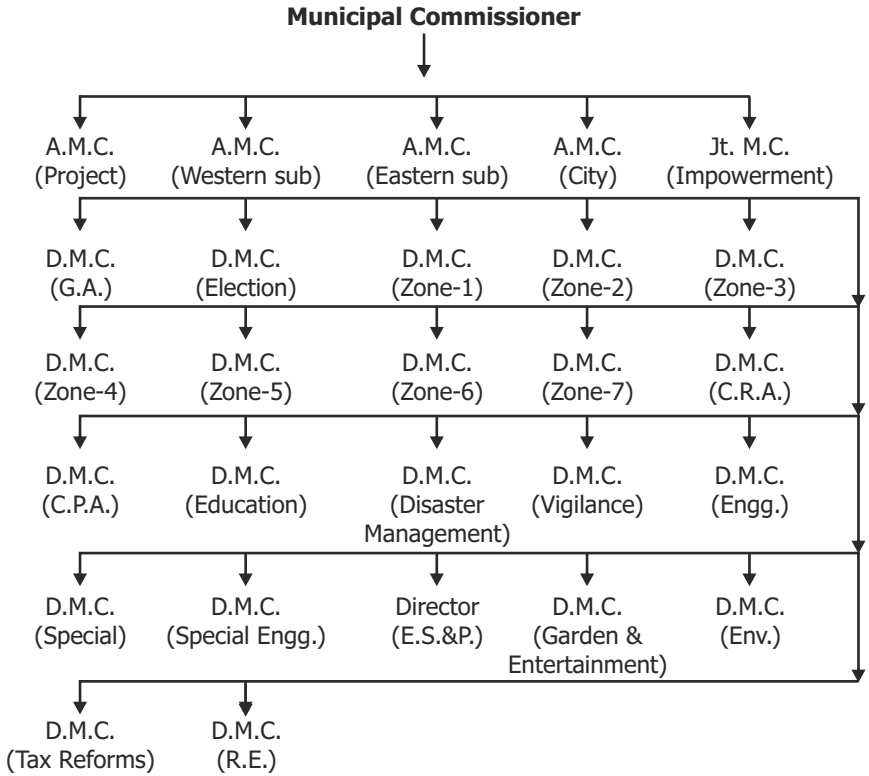 Municipal Commissioner
A.M.C. A.M.C. A.M.C. A.M.C. Jt. M.C.
(Project) (Western sub) (Eastern sub) (City) (Impowerment)
D.M.C. D.M.C. D.M.C. D.M.C. D.M.C.
(G.A.) (Election) (Zone-1) (Zone-2) (Zone-3)
D.M.C. D.M.C. D.M.C. D.M.C. D.M.C.
(Zone-4) (Zone-5) (Zone-6) (Zone-7) (C.R.A.)
D.M.C. D.M.C. D.M.C. D.M.C. D.M.C.
(C.P.A.) (Education) (Disaster (Vigilance) (Engg.)
Management)
D.M.C. D.M.C. Director D.M.C. D.M.C.
(Special) (Special Engg.) (E.S.&P.) (Garden & (Env.)
Entertainment)
D.M.C. D.M.C.
(Tax Reforms) (R.E.)